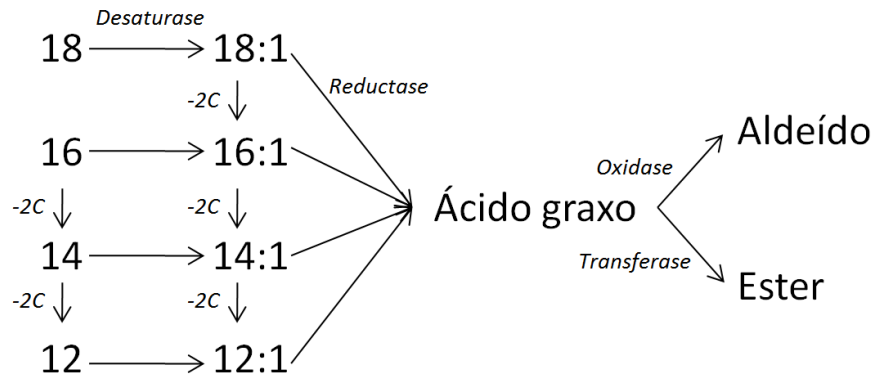 Desaturase
18 18:1
-2C
Reductase
16 16:1
-2C -2C
14 14:1
-2C -2C
12 12:1
Ácido graxo
Oxidase
Aldeído
Transferase
Ester